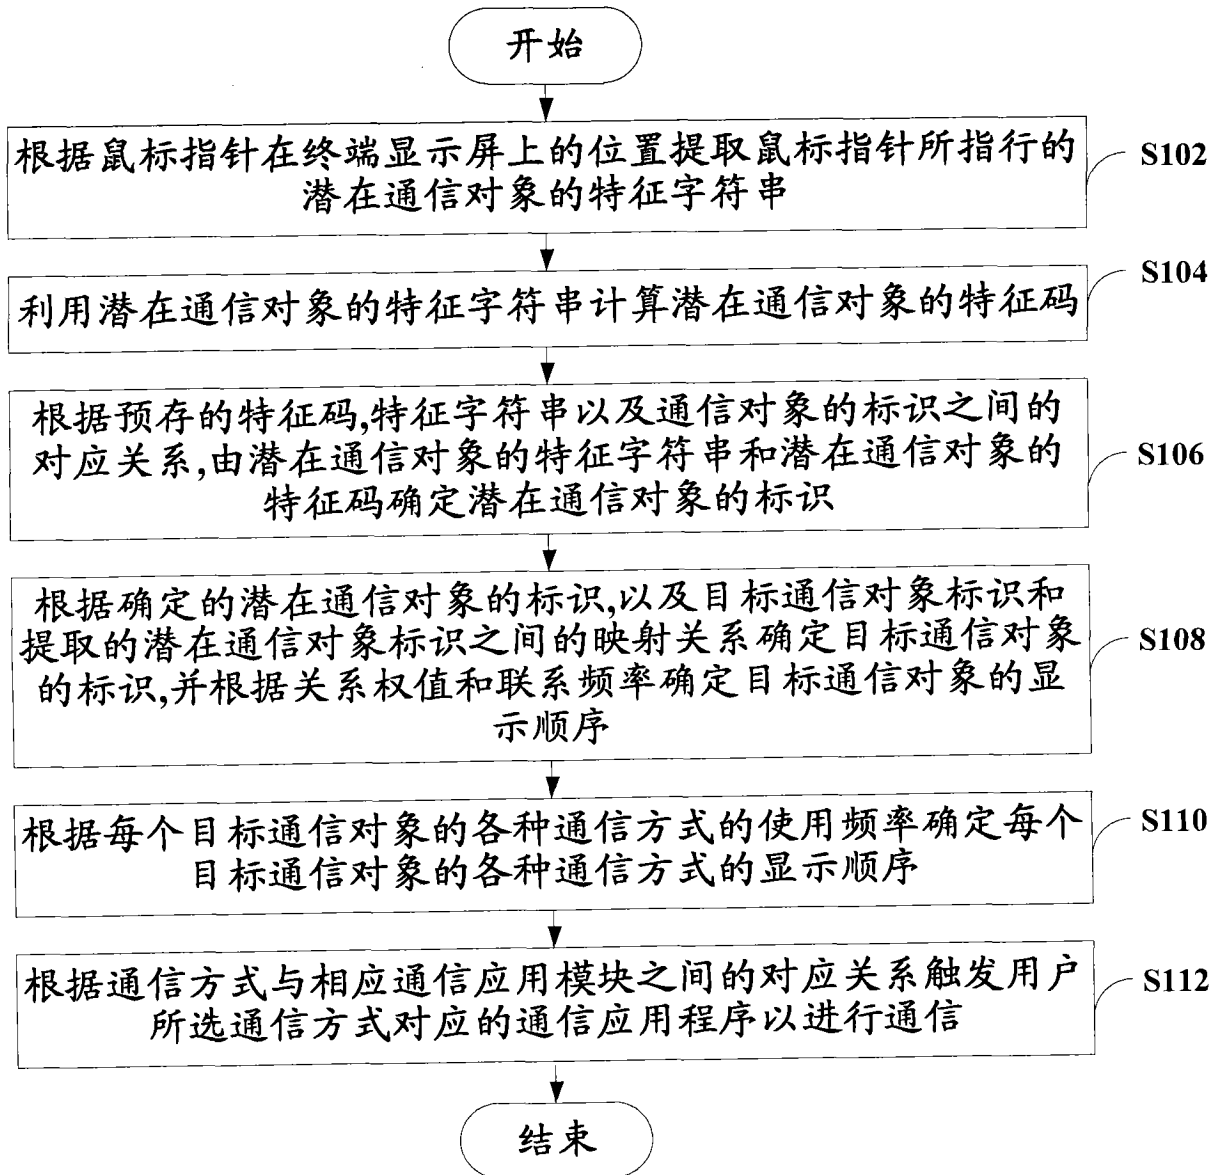 开始
根据鼠标指针在终端显示屏上的位置提取鼠标指针所指行的
潜在通信对象的特征字符串
S102
利用潜在通信对象的特征字符串计算潜在通信对象的特征码
S104
根据预存的特征码,特征字符串以及通信对象的标识之间的
对应关系,由潜在通信对象的特征字符串和潜在通信对象的
特征码确定潜在通信对象的标识
S106
根据确定的潜在通信对象的标识,以及目标通信对象标识和
提取的潜在通信对象标识之间的映射关系确定目标通信对象
的标识,并根据关系权值和联系频率确定目标通信对象的显
示顺序
S108
根据每个目标通信对象的各种通信方式的使用频率确定每个
目标通信对象的各种通信方式的显示顺序
S110
根据通信方式与相应通信应用模块之间的对应关系触发用户
所选通信方式对应的通信应用程序以进行通信
S112
结束